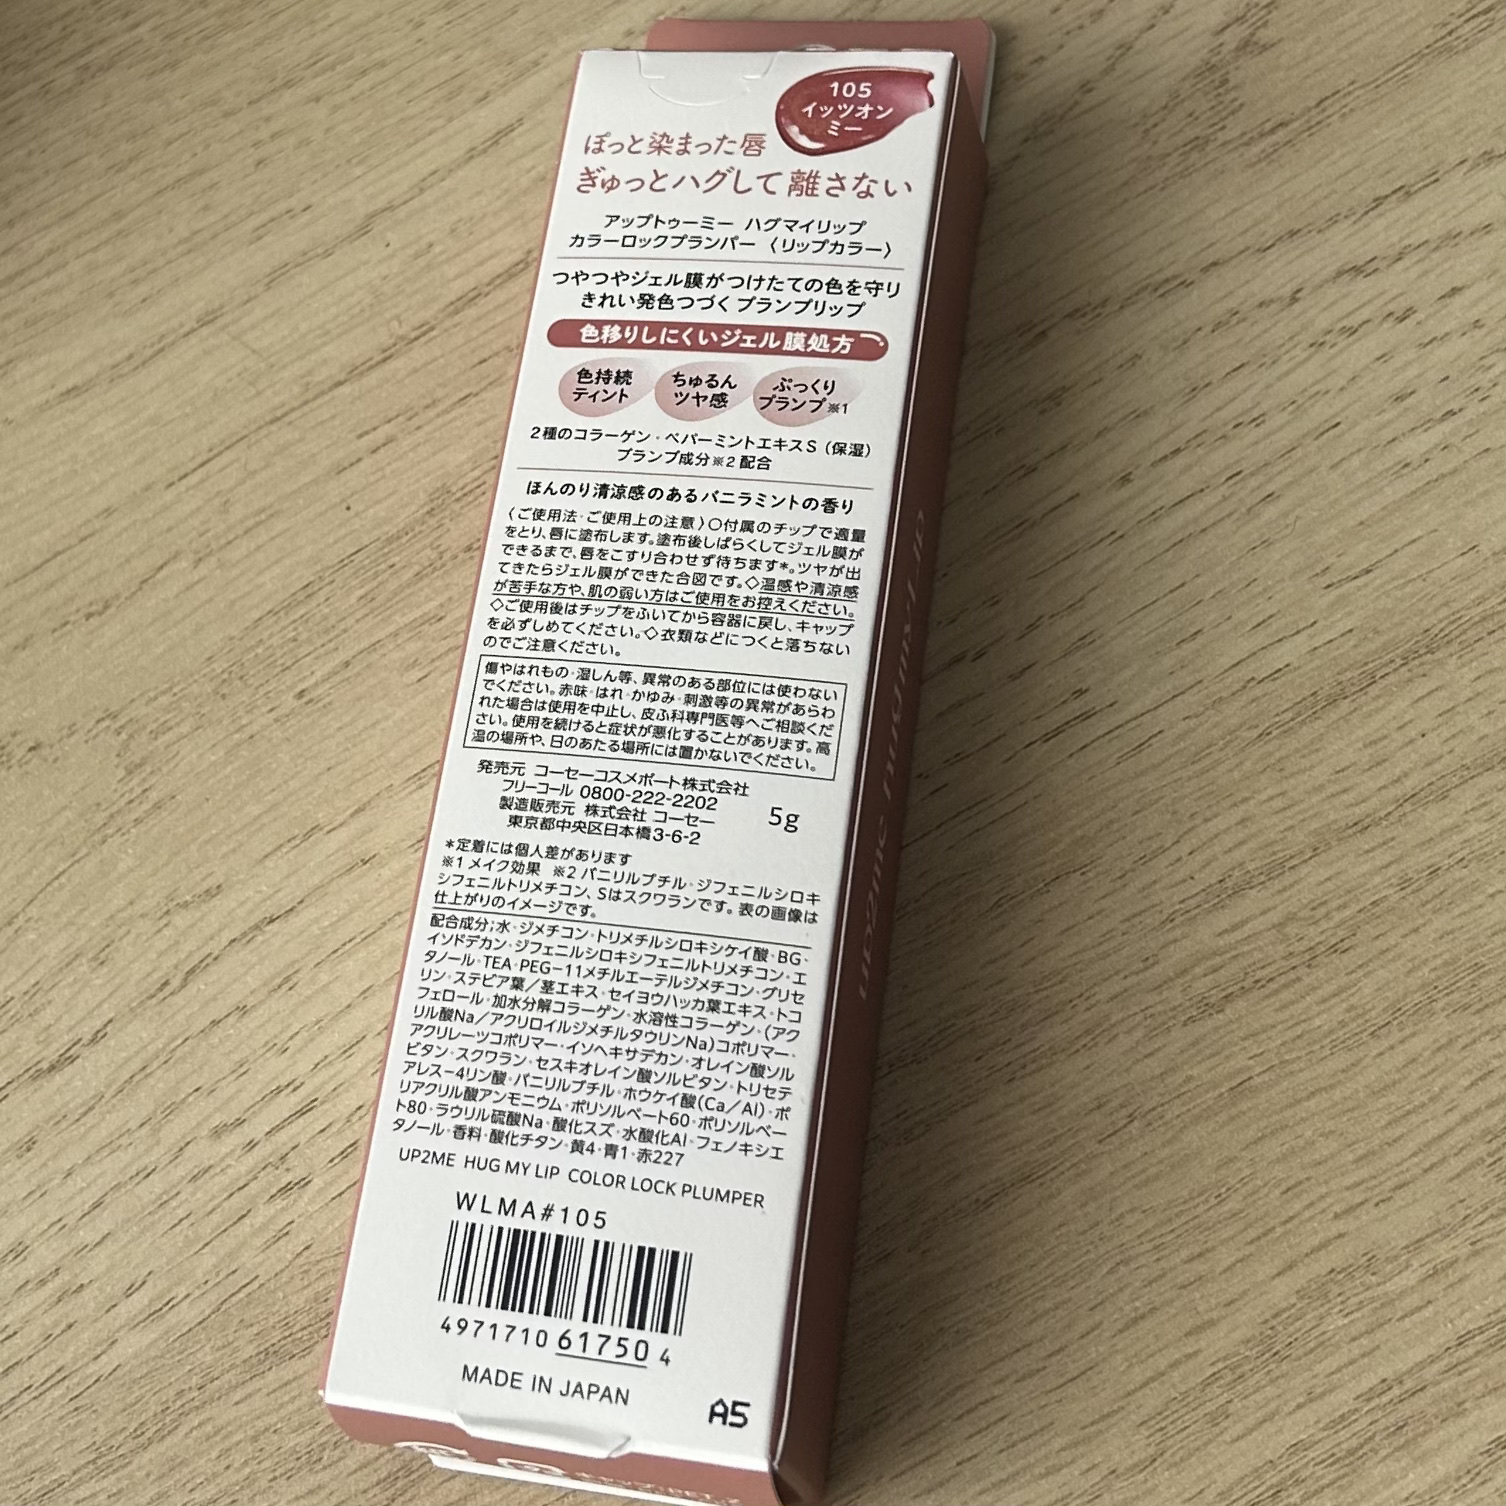 105
イッツオン
ミー
ぽっと染まった唇
ぎゅっとハグして離さない
アップトゥーミー ハグマイリップ
カラーロックプランパー 〈リップカラー〉
つやつやジェル膜がつけたての色を守り
きれい発色つづくプランプリップ
色移りしにくいジェル膜処方
色持続
ティント
ちゅるん
ツヤ感
ぷっくり
プランプ※1
2種のコラーゲン・ペパーミントエキスS（保湿）
プランプ成分※2 配合
ほんのり清涼感のあるバニラミントの香り
〈ご使用法・ご使用上の注意〉○付属のチップで適量
をとり、唇に塗布します。塗布後しばらくしてジェル膜が
できるまで、唇をこすり合わせず待ちます*。ツヤが出
てきたらジェル膜ができた合図です。◇温感や清涼感
が苦手な方や、肌の弱い方はご使用をお控えください。
◇ご使用後はチップをふいてから容器に戻し、キャップ
を必ずしめてください。◇衣類などにつくと落ちない
のでご注意ください。
傷やはれもの・湿しん等、異常のある部位には使わない
でください。赤味・はれ・かゆみ・刺激等の異常があらわ
れた場合は使用を中止し、皮ふ科専門医等へご相談くだ
さい。使用を続けると症状が悪化することがあります。高
温の場所や、日のあたる場所には置かないでください。
発売元 コーセーコスメポート株式会社
フリーコール 0800-222-2202
製造販売元 株式会社 コーセー
東京都中央区日本橋3-6-2
5g
*定着には個人差があります
※1 メイク効果 ※2 バニリルブチル・ジフェニルシロキ
シフェニルトリメチコン、Sはスクワランです。表の画像は
仕上がりのイメージです。
配合成分;水・ジメチコン・トリメチルシロキシケイ酸・BG・
イソドデカン・ジフェニルシロキシフェニルトリメチコン・エ
タノール・TEA・PEG-11メチルエーテルジメチコン・グリセ
リン・ステビア葉／茎エキス・セイヨウハッカ葉エキス・トコ
フェロール・加水分解コラーゲン・水溶性コラーゲン・(アク
リル酸Na／アクリロイルジメチルタウリンNa)コポリマー・
アクリレーツコポリマー・イソヘキサデカン・オレイン酸ソル
ビタン・スクワラン・セスキオレイン酸ソルビタン・トリセテ
アレス-4リン酸・バニリルブチル・ホウケイ酸(Ca／Al)・ポ
リアクリル酸アンモニウム・ポリソルベート60・ポリソルベー
ト80・ラウリル硫酸Na・酸化スズ・水酸化Al・フェノキシエ
タノール・香料・酸化チタン・黄4・青1・赤227
UP2ME HUG MY LIP COLOR LOCK PLUMPER
WLMA#105
4971710 61750 4
MADE IN JAPAN
A5